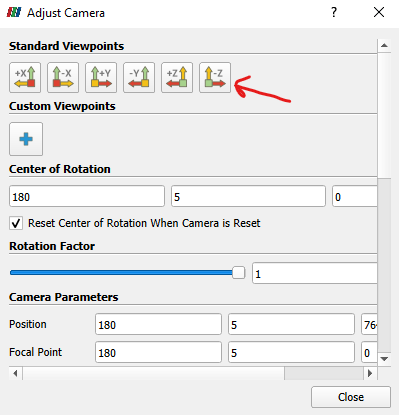 Adjust Camera
Standard Viewpoints
+X -X +Y -Y +Z -Z
Custom Viewpoints
Center of Rotation
180 5 0
Reset Center of Rotation When Camera is Reset
Rotation Factor
1
Camera Parameters
Position 180 5
Focal Point 180 5 0
Close